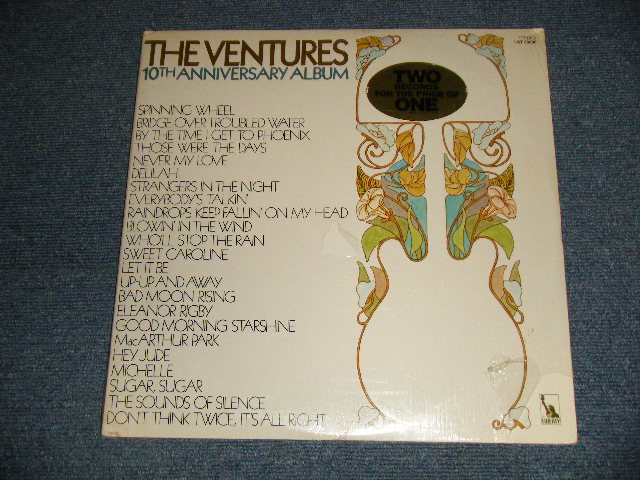 THE VENTURES
10TH ANNIVERSARY ALBUM
STEREO
TWO
RECORDS
FOR THE PRICE OF
ONE
SPINNING WHEEL
BRIDGE OVER TROUBLED WATER
BY THE TIME I GET TO PHOENIX
THOSE WERE THE DAYS
NEVER MY LOVE
DELILAH
STRANGERS IN THE NIGHT
EVERYBODY'S TALKIN'
RAINDROPS KEEP FALLIN' ON MY HEAD
BLOWIN' IN THE WIND
WHO'LL STOP THE RAIN
SWEET CAROLINE
LET IT BE
UP-UP AND AWAY
BAD MOON RISING
ELEANOR RIGBY
GOOD MORNING STARSHINE
MacARTHUR PARK
HEY JUDE
MICHELLE
SUGAR, SUGAR
THE SOUNDS OF SILENCE
DON'T THINK TWICE, IT'S ALL RIGHT
LIBERTY